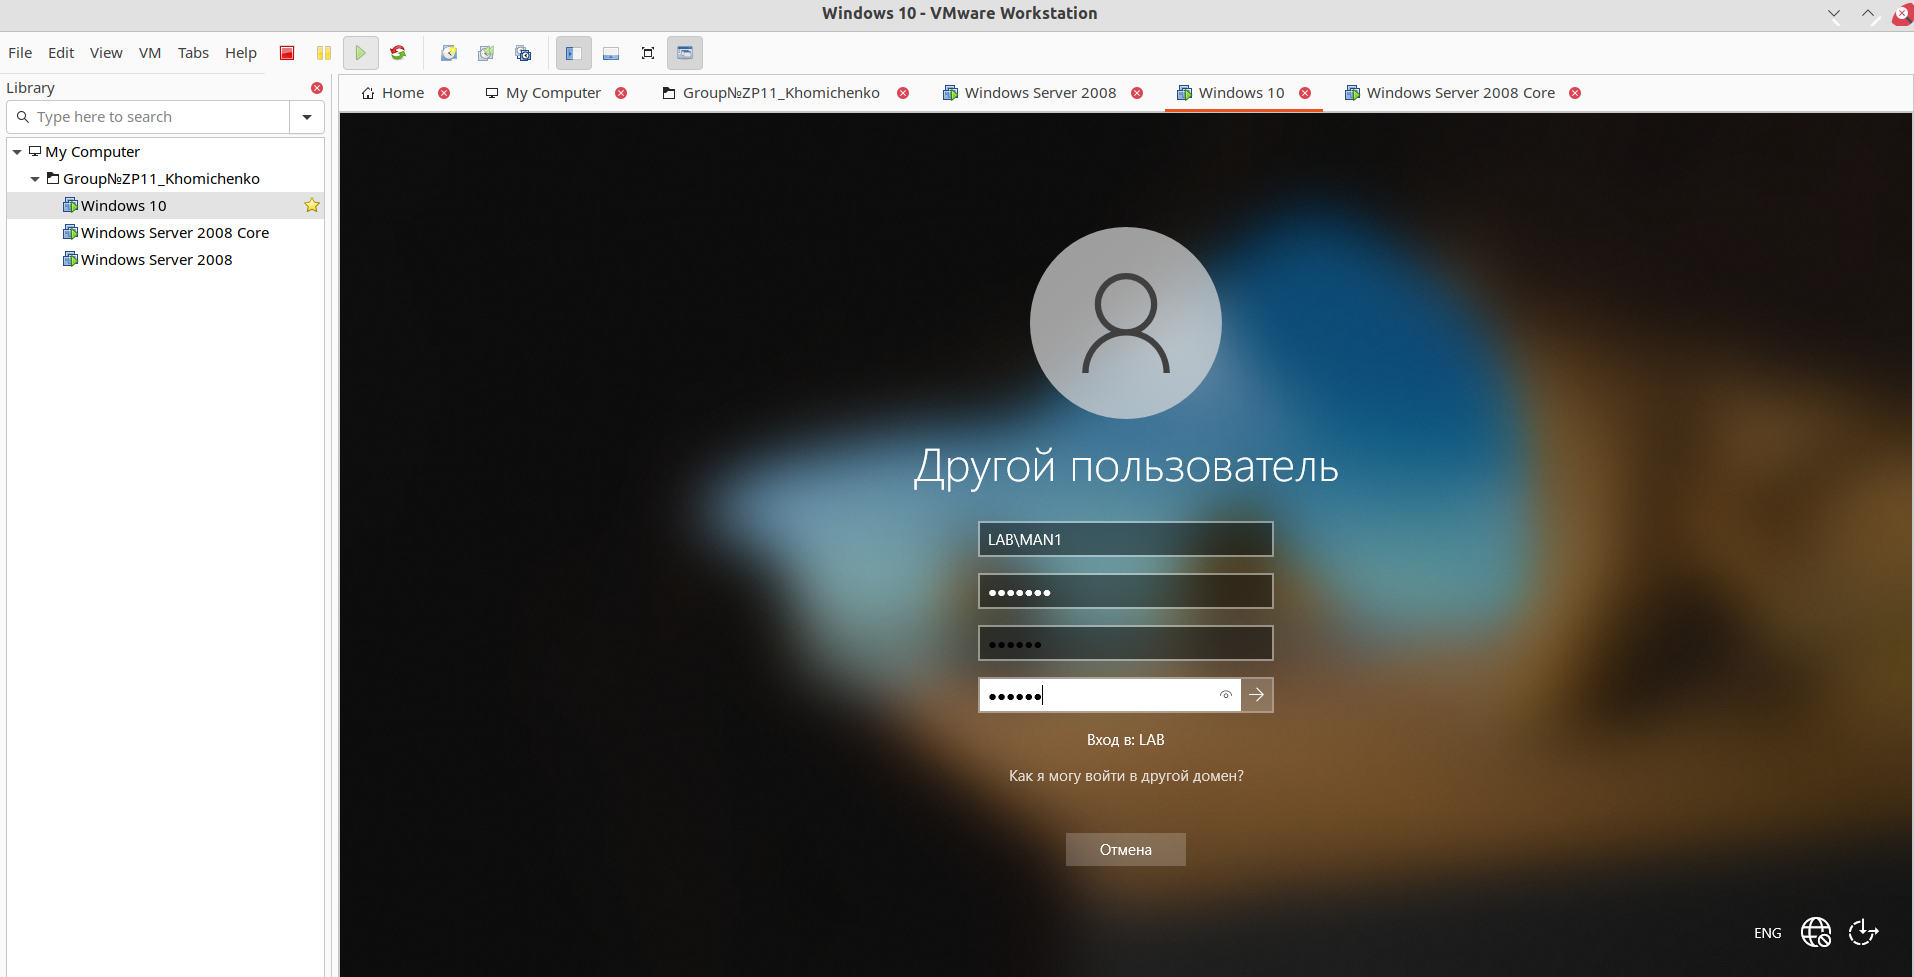 Windows 10 - VMware Workstation
File Edit View VM Tabs Help
Library
Type here to search
My Computer
Group№ZP11_Khomichenko
Windows 10
Windows Server 2008 Core
Windows Server 2008
Home My Computer Group№ZP11_Khomichenko Windows Server 2008 Windows 10 Windows Server 2008 Core
Другой пользователь
LAB\MAN1
•••••••
••••••
••••••
Вход в: LAB
Как я могу войти в другой домен?
Отмена
ENG